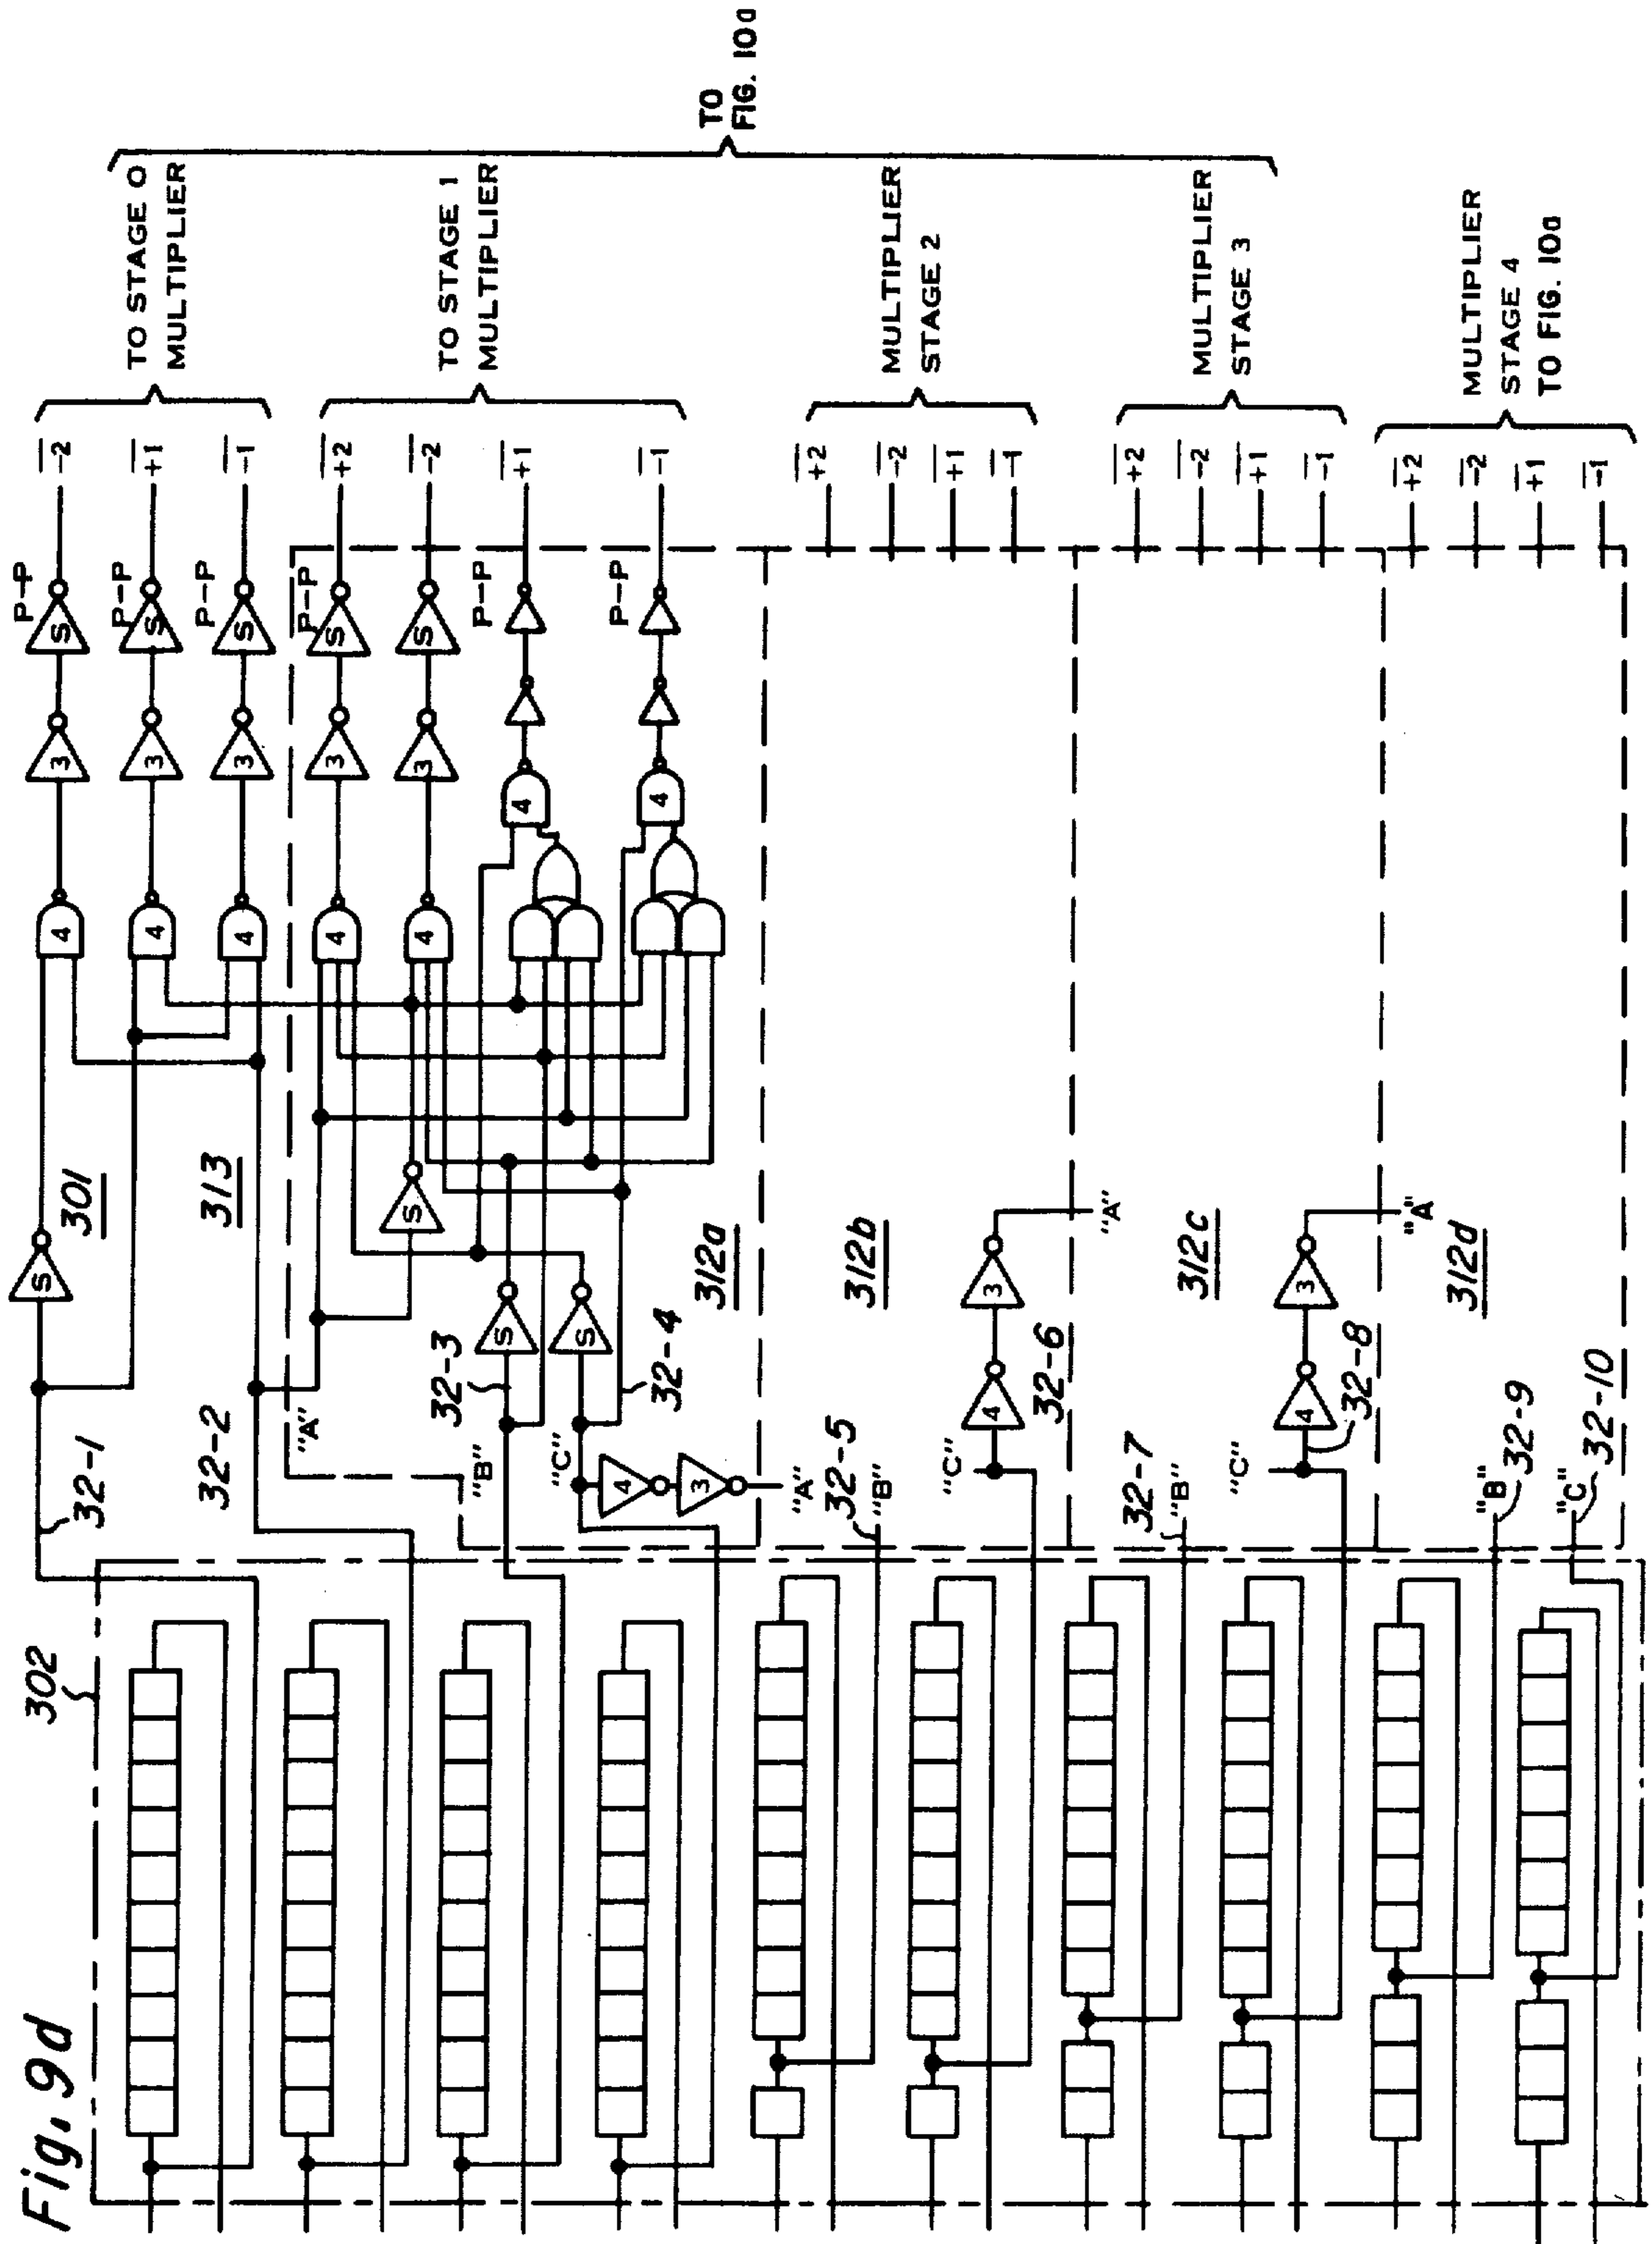 Fig. 9d
302
32-1
301
32-2
313
"A"
"B"
32-3
"C"
32-4
312a
"A"
32-5
"B"
312b
"C"
32-6
"A"
32-7
"B"
312c
"C"
32-8
"A"
312d
"B"
32-9
"C"
32-10
S
4
3
S
P-P
-2
4
3
S
P-P
+1
4
3
S
P-P
-1
TO STAGE 0
MULTIPLIER
4
3
S
P-P
+2
S
4
3
S
-2
S
4
P-P
+1
S
4
P-P
-1
TO STAGE 1
MULTIPLIER
4
3
+2
-2
+1
-1
MULTIPLIER
STAGE 2
4
3
+2
-2
+1
-1
MULTIPLIER
STAGE 3
4
3
TO
FIG. 10a
+2
-2
+1
-1
MULTIPLIER
STAGE 4
TO FIG. 10a